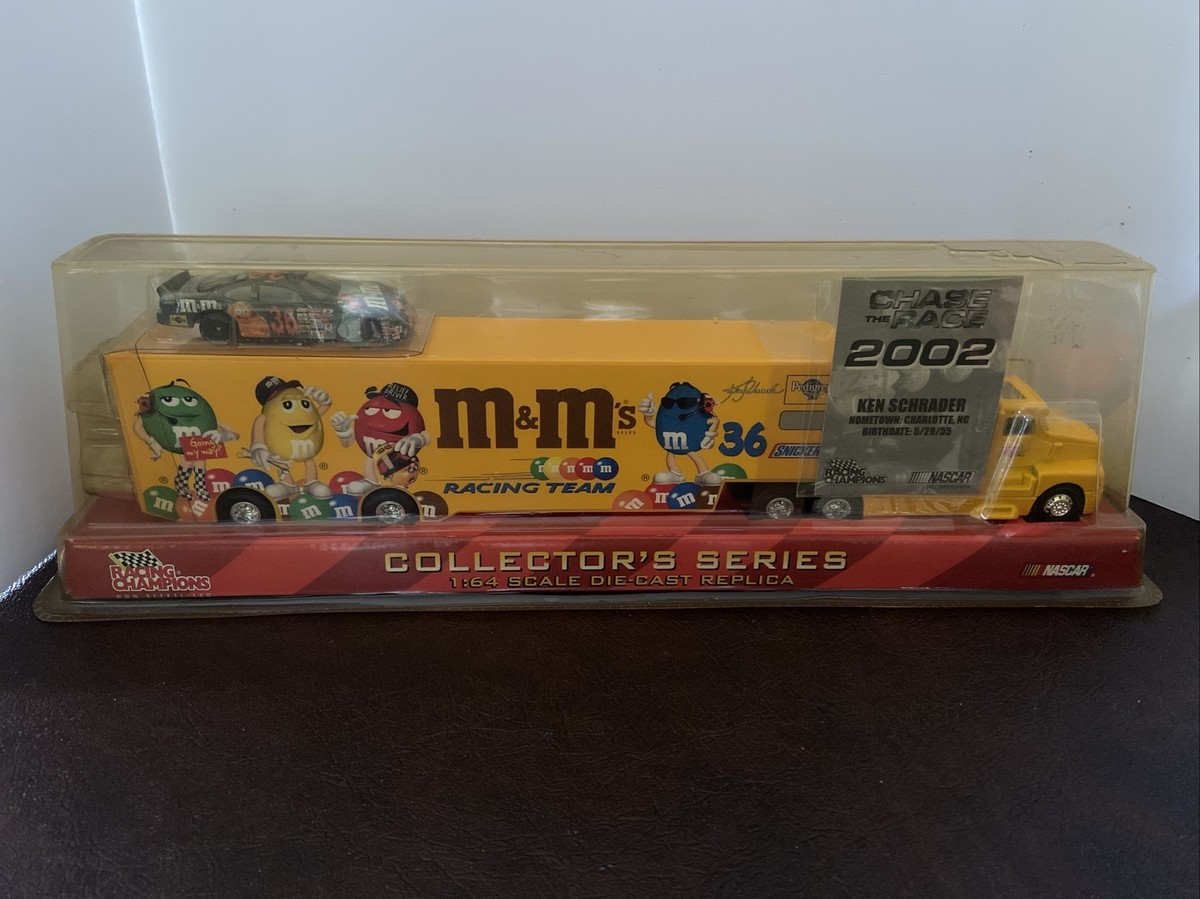 CHASE
THE RACE
2002
KEN SCHRADER
HOMETOWN: CHARLOTTE, NC
BIRTHDATE: 5/29/55
RACING
CHAMPIONS
NASCAR
m&m's
36
m&m's
RACING TEAM
Going
my way?
Pedigree
36
SNICKERS
m
m
m
m
COLLECTOR'S SERIES
1:64 SCALE DIE-CAST REPLICA
RACING
CHAMPIONS
NASCAR